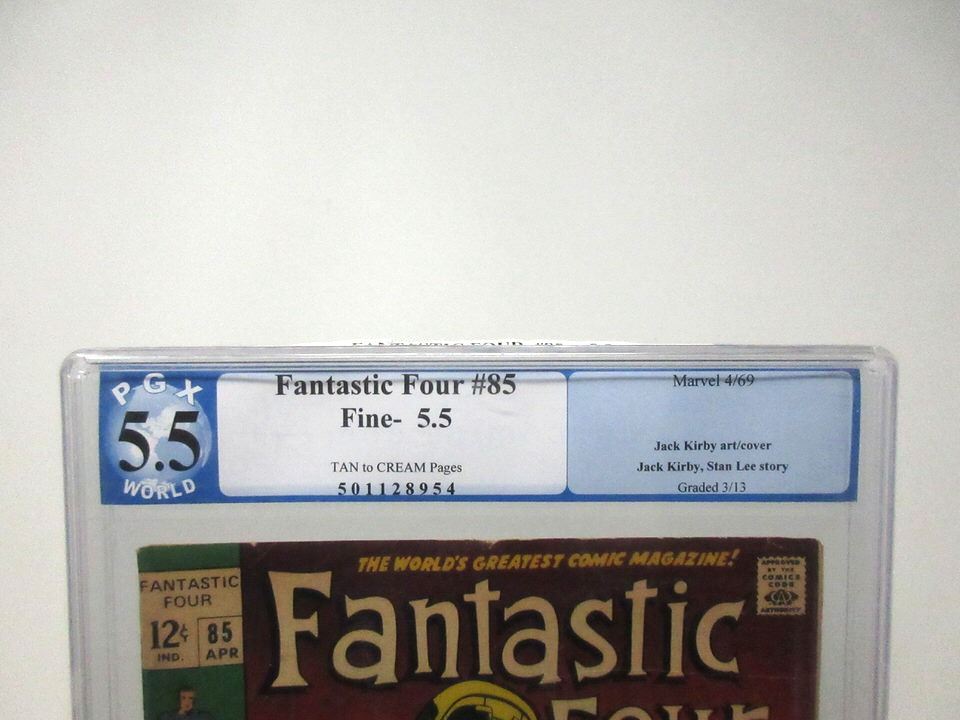 PGX
5.5
WORLD
Fantastic Four #85
Fine- 5.5
TAN to CREAM Pages
501128954
Marvel 4/69
Jack Kirby art/cover
Jack Kirby, Stan Lee story
Graded 3/13
THE WORLD'S GREATEST COMIC MAGAZINE!
FANTASTIC
FOUR
12¢ 85
IND. APR
Fantastic
Four
APPROVED
BY THE
COMICS
CODE
AUTHORITY